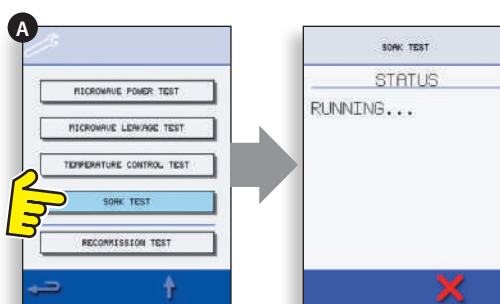 A
MICROWAVE POWER TEST
MICROWAVE LEAKAGE TEST
TEMPERATURE CONTROL TEST
SOAK TEST
RECOMMISSION TEST
SOAK TEST
STATUS
RUNNING...